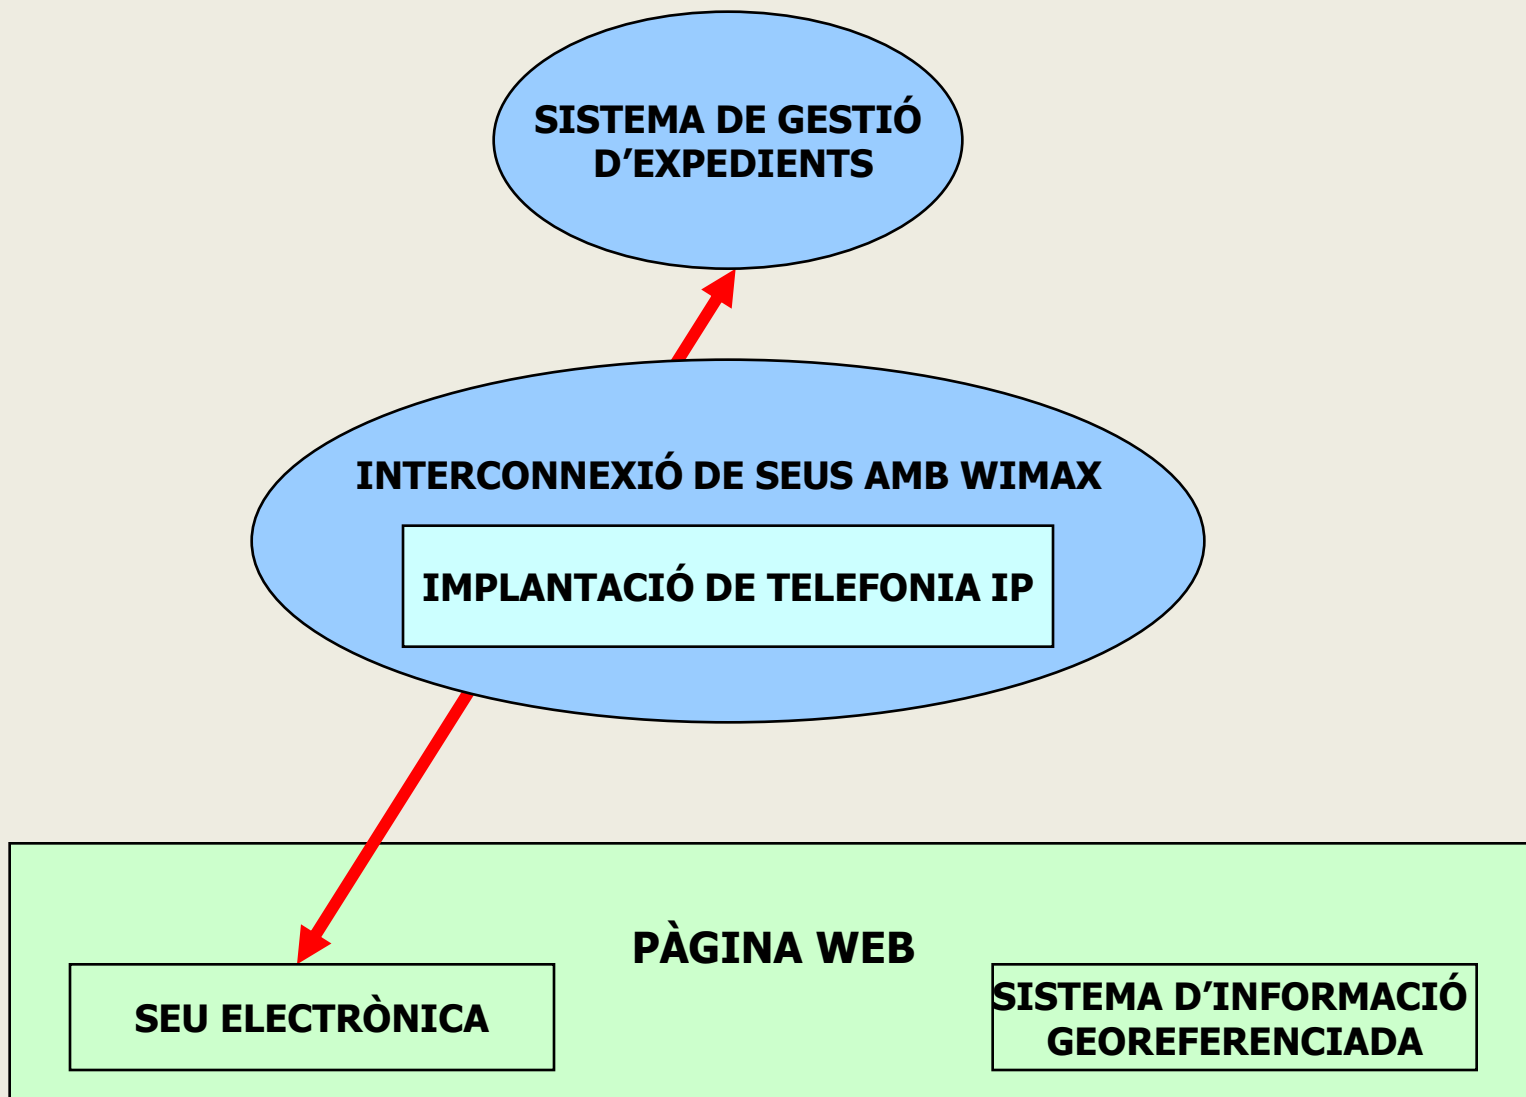 SISTEMA DE GESTIÓ
D’EXPEDIENTS
INTERCONNEXIÓ DE SEUS AMB WIMAX
IMPLANTACIÓ DE TELEFONIA IP
PÀGINA WEB
SEU ELECTRÒNICA
SISTEMA D’INFORMACIÓ
GEOREFERENCIADA